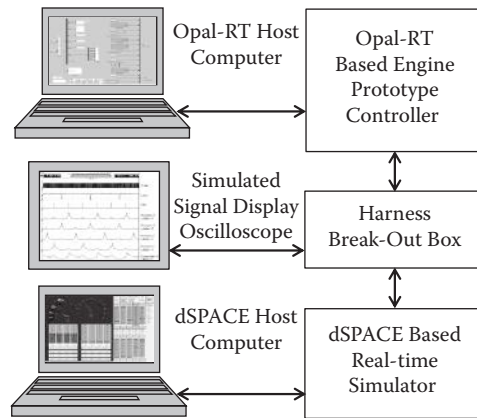 Opal-RT Host
Computer
Opal-RT
Based Engine
Prototype
Controller
Simulated
Signal Display
Oscilloscope
Harness
Break-Out Box
dSPACE Host
Computer
dSPACE Based
Real-time
Simulator